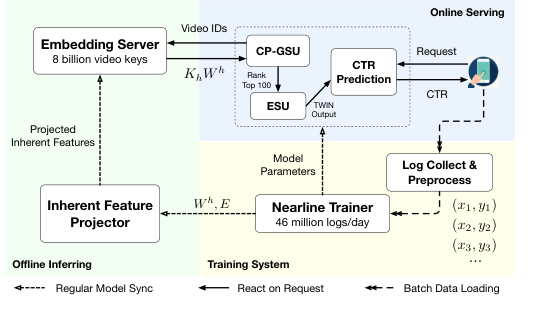 Online Serving
Embedding Server
8 billion video keys
Video IDs
K_h W^h
CP-GSU
Rank
Top 100
ESU
TWIN
Output
CTR
Prediction
Request
CTR
Projected
Inherent Features
Model
Parameters
Log Collect &
Preprocess
Inherent Feature
Projector
W^h, E
Nearline Trainer
46 million logs/day
(x_1, y_1)
(x_2, y_2)
(x_3, y_3)
...
Offline Inferring
Training System
Regular Model Sync
React on Request
Batch Data Loading